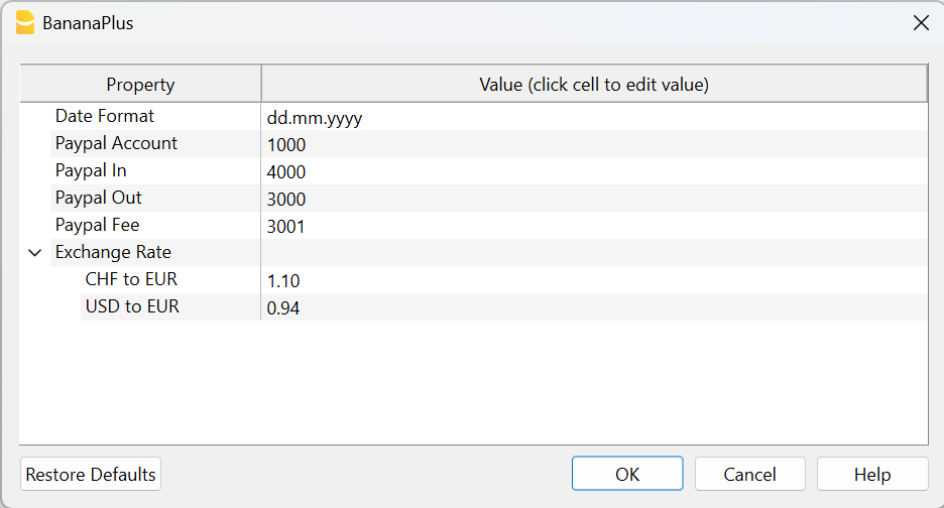 BananaPlus
Property Value (click cell to edit value)
Date Format dd.mm.yyyy
Paypal Account 1000
Paypal In 4000
Paypal Out 3000
Paypal Fee 3001
Exchange Rate
CHF to EUR 1.10
USD to EUR 0.94
Restore Defaults OK Cancel Help